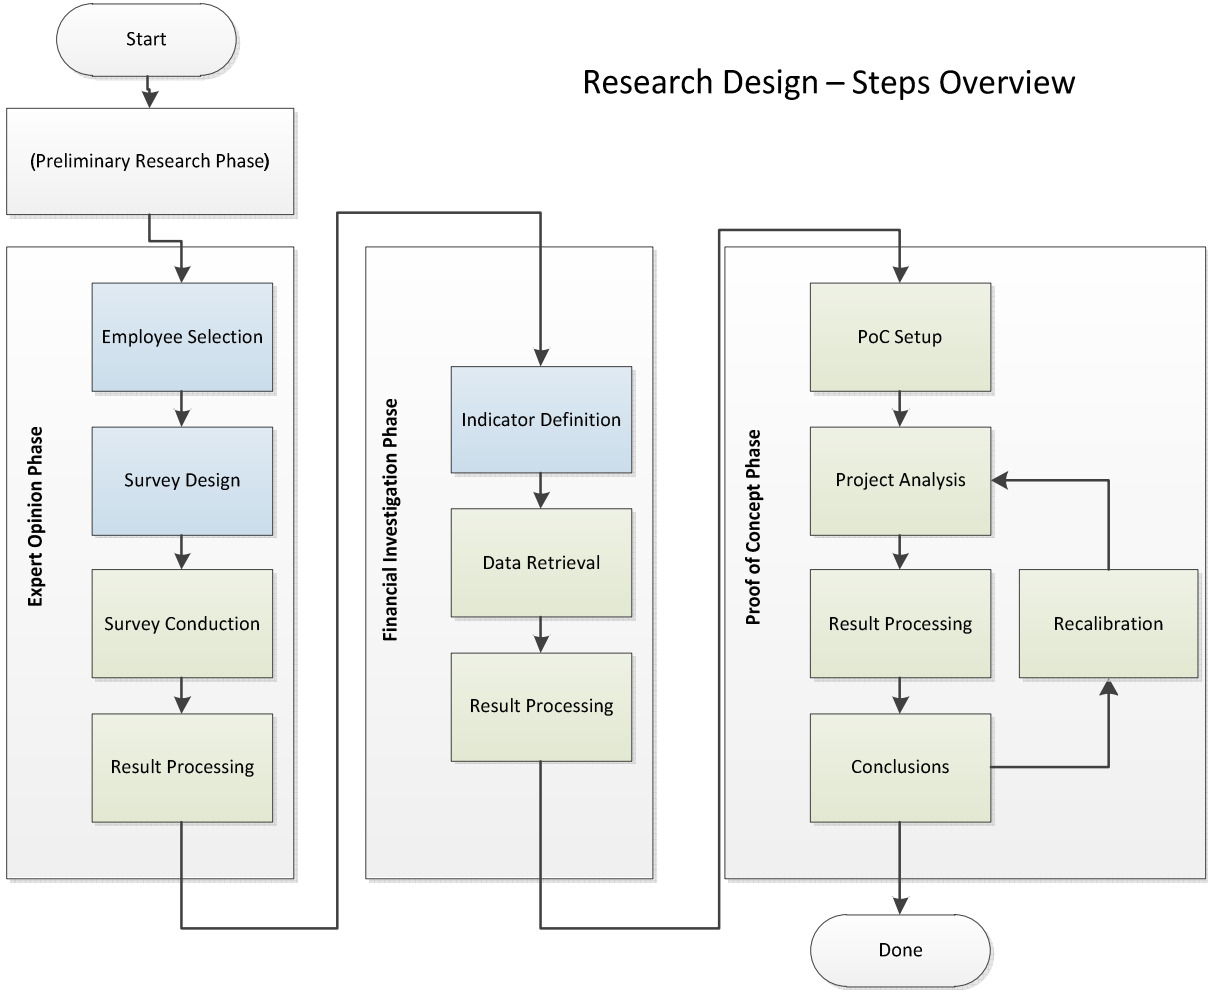 Start
Research Design – Steps Overview
(Preliminary Research Phase)
Expert Opinion Phase
Employee Selection
Survey Design
Survey Conduction
Result Processing
Financial Investigation Phase
Indicator Definition
Data Retrieval
Result Processing
Proof of Concept Phase
PoC Setup
Project Analysis
Result Processing
Recalibration
Conclusions
Done